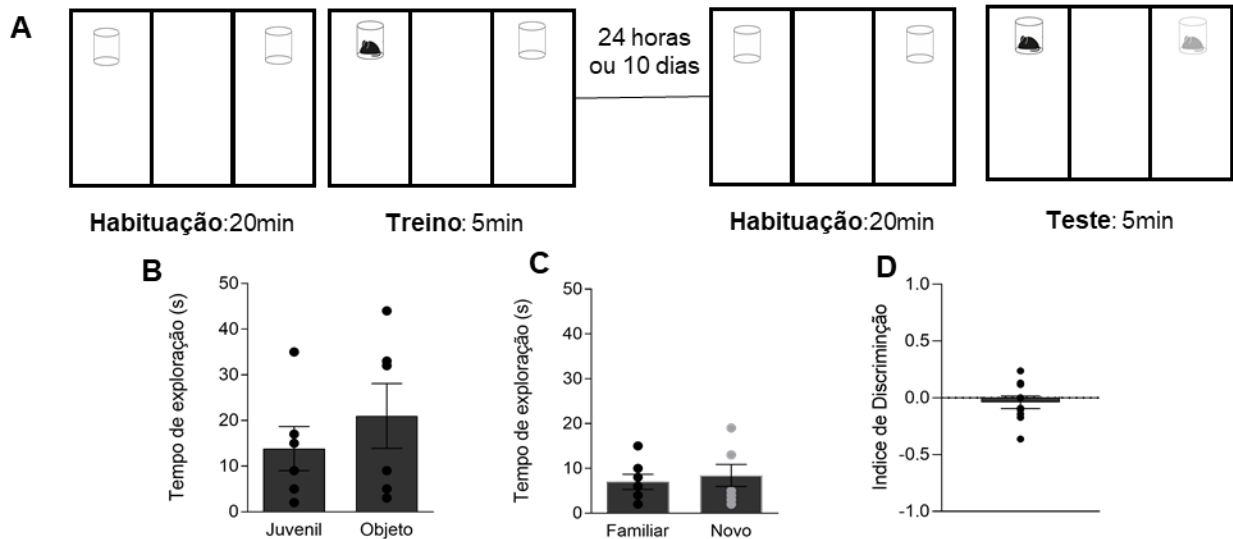 A
24 horas
ou 10 dias
Habituação:20min
Treino: 5min
Habituação:20min
Teste: 5min
B
Tempo de exploração (s)
50
40
30
20
10
0
Juvenil
Objeto
C
Tempo de exploração (s)
50
40
30
20
10
0
Familiar
Novo
D
Indice de Discriminção
1.0
0.5
0.0
-0.5
-1.0